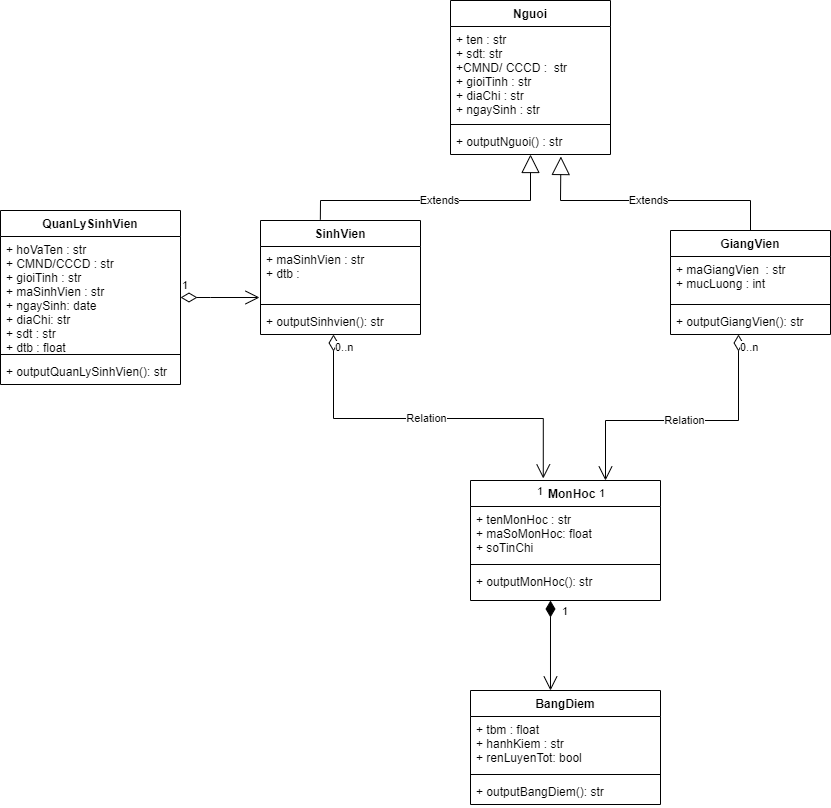 Nguoi
+ ten : str
+ sdt: str
+CMND/ CCCD :  str
+ gioiTinh : str
+ diaChi : str
+ ngaySinh : str
+ outputNguoi() : str
Extends
Extends
QuanLySinhVien
+ hoVaTen : str
+ CMND/CCCD : str
+ gioiTinh : str
+ maSinhVien : str
+ ngaySinh: date
+ diaChi: str
+ sdt : str
+ dtb : float
+ outputQuanLySinhVien(): str
1
SinhVien
+ maSinhVien : str
+ dtb :
+ outputSinhvien(): str
0..n
GiangVien
+ maGiangVien  : str
+ mucLuong : int
+ outputGiangVien(): str
0..n
Relation
Relation
1 MonHoc 1
+ tenMonHoc : str
+ maSoMonHoc: float
+ soTinChi
+ outputMonHoc(): str
1
BangDiem
+ tbm : float
+ hanhKiem : str
+ renLuyenTot: bool
+ outputBangDiem(): str